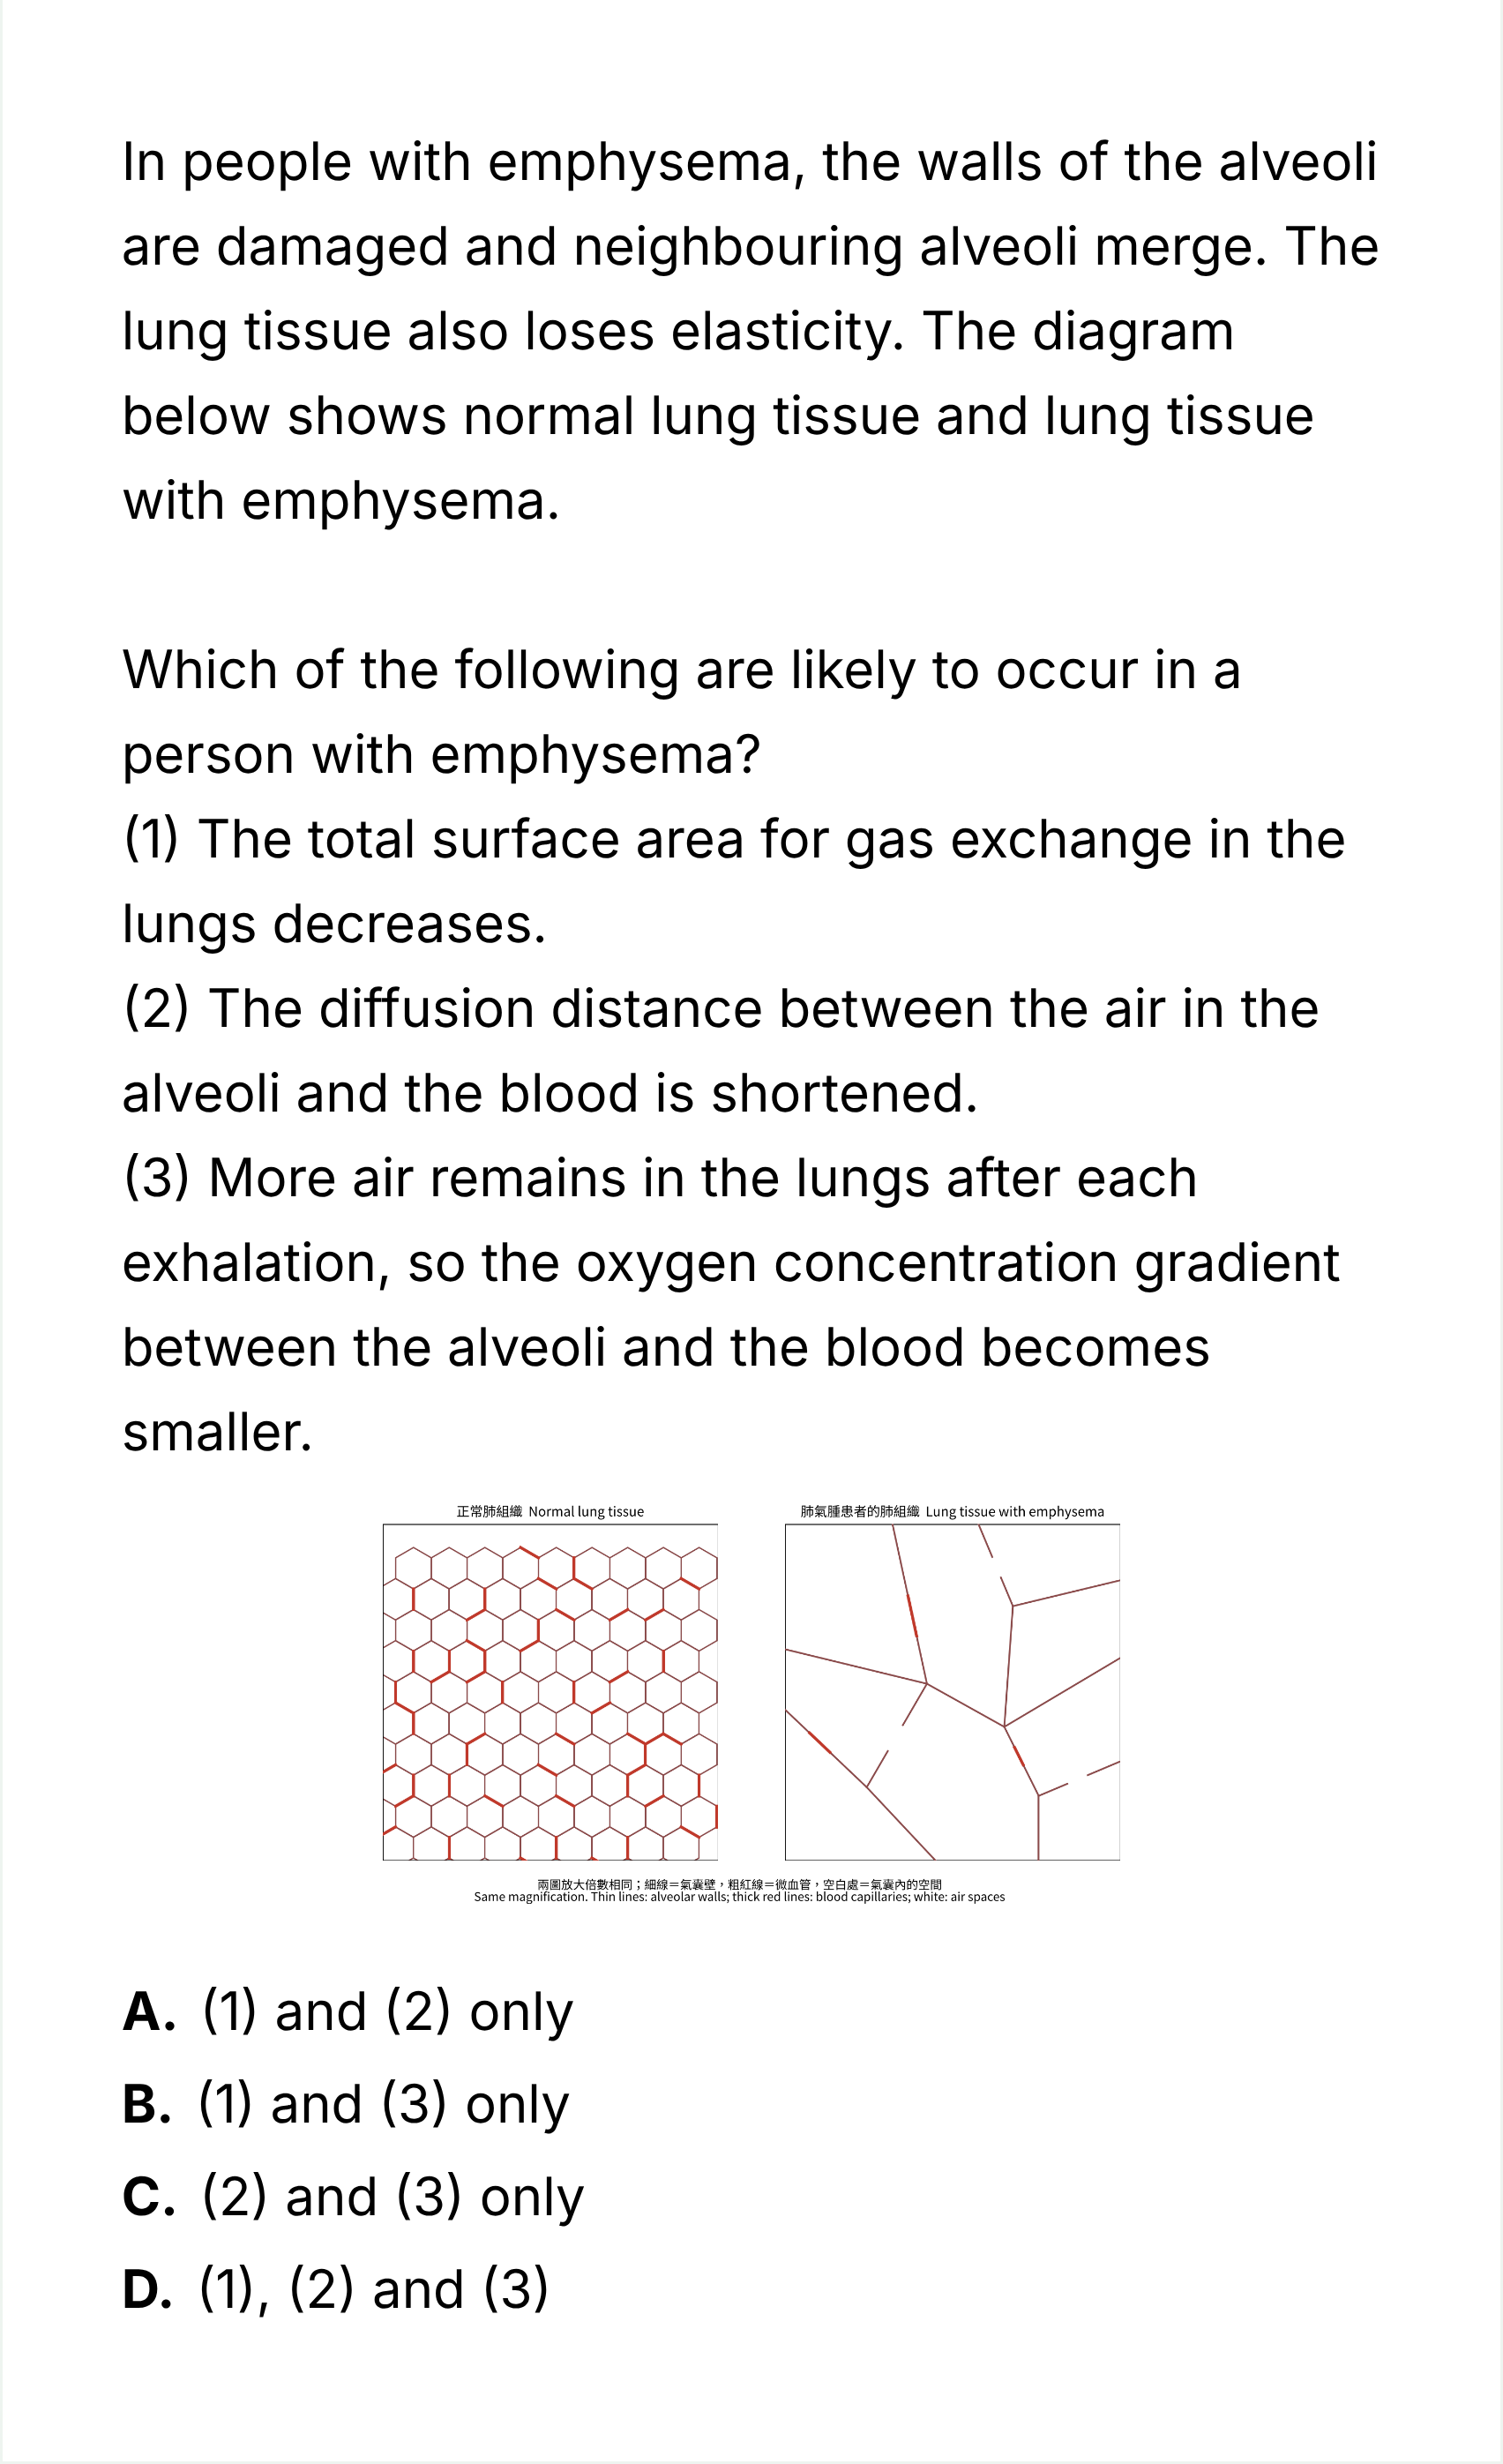 In people with emphysema, the walls of the alveoli
are damaged and neighbouring alveoli merge. The
lung tissue also loses elasticity. The diagram
below shows normal lung tissue and lung tissue
with emphysema.
Which of the following are likely to occur in a
person with emphysema?
(1) The total surface area for gas exchange in the
lungs decreases.
(2) The diffusion distance between the air in the
alveoli and the blood is shortened.
(3) More air remains in the lungs after each
exhalation, so the oxygen concentration gradient
between the alveoli and the blood becomes
smaller.
正常肺組織 Normal lung tissue
肺氣腫患者的肺組織 Lung tissue with emphysema
兩圖放大倍數相同；細線＝氣囊壁，粗紅線＝微血管，空白處＝氣囊內的空間
Same magnification. Thin lines: alveolar walls; thick red lines: blood capillaries; white: air spaces
A. (1) and (2) only
B. (1) and (3) only
C. (2) and (3) only
D. (1), (2) and (3)